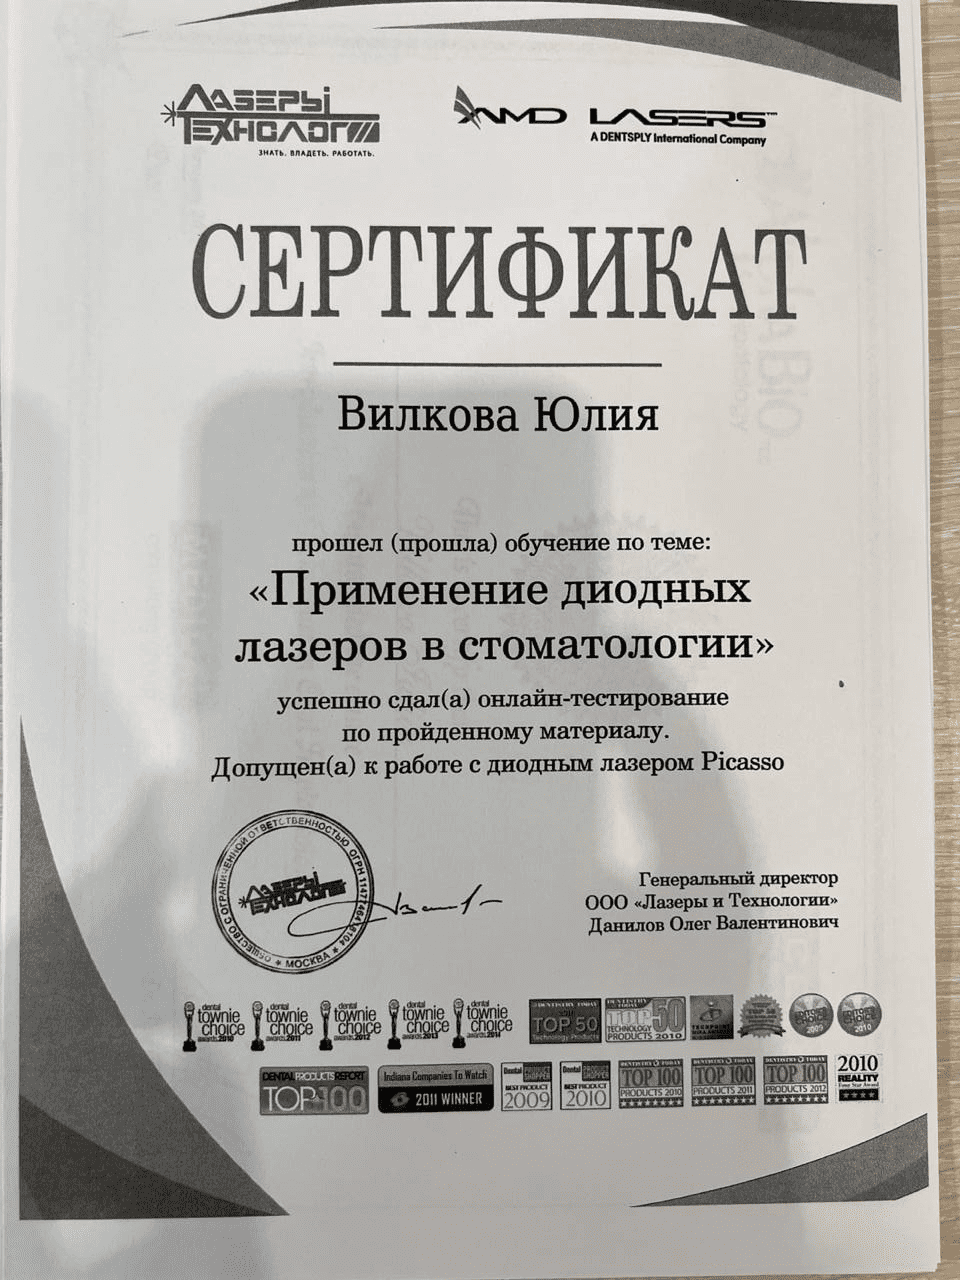 ЛАЗЕРЫ
ТЕХНОЛОГИИ
ЗНАТЬ. ВЛАДЕТЬ. РАБОТАТЬ.
AMD LASERS™
A DENTSPLY International Company
СЕРТИФИКАТ
Вилкова Юлия
прошел (прошла) обучение по теме:
«Применение диодных
лазеров в стоматологии»
успешно сдал(а) онлайн-тестирование
по пройденному материалу.
Допущен(а) к работе с диодным лазером Picasso
ОБЩЕСТВО С ОГРАНИЧЕННОЙ ОТВЕТСТВЕННОСТЬЮ ОГРН
* МОСКВА *
ЛАЗЕРЫ
ТЕХНОЛОГИИ
Генеральный директор
ООО «Лазеры и Технологии»
Данилов Олег Валентинович
dental townie choice awards.2010
dental townie choice awards.2011
dental townie choice awards.2012
dental townie choice awards.2013
dental townie choice awards.2014
DENTISTRY TODAY TOP 50 Technology Products
DENTISTRY TODAY TOP 50 TECHNOLOGY PRODUCTS 2010
EDITORS' CHOICE 2009
EDITORS' CHOICE 2010
DENTAL PRODUCTS REPORT TOP 100
Indiana Companies To Watch 2011 WINNER
Dental PRODUCT SHOPPER BEST PRODUCT 2009
Dental PRODUCT SHOPPER BEST PRODUCT 2010
DENTISTRY TODAY TOP 100 PRODUCTS 2010
DENTISTRY TODAY TOP 100 PRODUCTS 2011
DENTISTRY TODAY TOP 100 PRODUCTS 2012
2010 REALITY Four Star Award